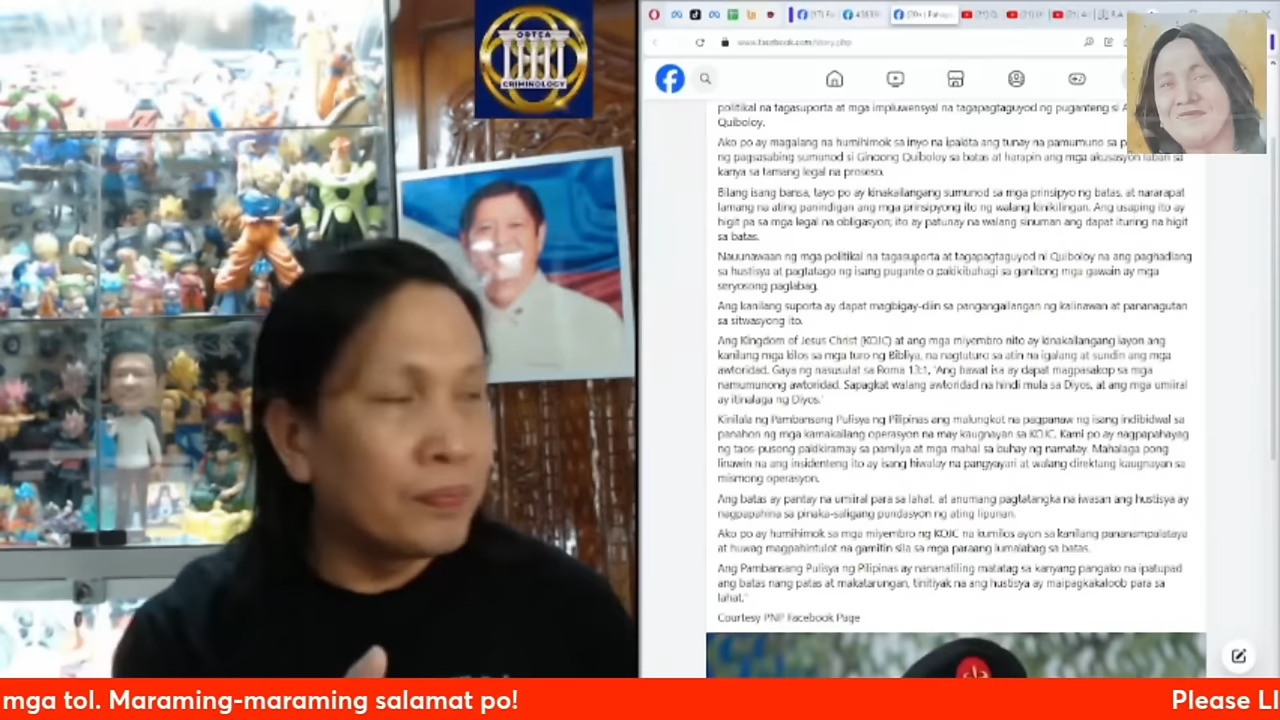 ORTEA
CRIMINOLOGY
www.facebook.com/story.php
politikal na tagasuporta at mga impluwensyal na tagapagtaguyod ng puganteng si
Quiboloy.
Ako po ay magalang na humihimok sa inyo na ipakita ang tunay na pamumuno sa
ng pagsasabing sumunod si Ginoong Quiboloy sa batas at harapin ang mga akusasyon laban sa
kanya sa tamang legal na proseso.
Bilang isang bansa, tayo po ay kinakailangang sumunod sa mga prinsipyo ng batas, at nararapat
lamang na ating panindigan ang mga prinsipyong ito ng walang kinikilingan. Ang usaping ito ay
higit pa sa mga legal na obligasyon; ito ay patunay na walang sinuman ang dapat ituring na higit
sa batas.
Nauunawaan ng mga politikal na tagasuporta at tagapagtaguyod ni Quiboloy na ang paghadlang
sa hustisya at pagtatago ng isang pugante o pakikibahagi sa ganitong mga gawain ay mga
seryosong paglabag.
Ang kanilang suporta ay dapat magbigay-diin sa pangangailangan ng kalinawan at pananagutan
sa sitwasyong ito.
Ang Kingdom of Jesus Christ (KOJC) at ang mga miyembro nito ay kinakailangang iayon ang
kanilang mga kilos sa mga turo ng Bibliya, na nagtuturo sa atin na igalang at sundin ang mga
awtoridad. Gaya ng nasusulat sa Roma 13:1, 'Ang bawat isa ay dapat magpasakop sa mga
namumunong awtoridad. Sapagkat walang awtoridad na hindi mula sa Diyos, at ang mga umiiral
ay itinalaga ng Diyos.'
Kinilala ng Pambansang Pulisya ng Pilipinas ang malungkot na pagpanaw ng isang indibidwal sa
panahon ng mga kamakailang operasyon na may kaugnayan sa KOJC. Kami po ay nagpapahayag
ng taos-pusong pakikiramay sa pamilya at mga mahal sa buhay ng namatay. Mahalaga pong
linawin na ang insidenteng ito ay isang hiwalay na pangyayari at walang direktang kaugnayan sa
mismong operasyon.
Ang batas ay pantay na umiiral para sa lahat, at anumang pagtatangka na iwasan ang hustisya ay
nagpapahina sa pinaka-saligang pundasyon ng ating lipunan.
Ako po ay humihimok sa mga miyembro ng KOJC na kumilos ayon sa kanilang pananampalataya
at huwag magpahintulot na gamitin sila sa mga paraang lumalabag sa batas.
Ang Pambansang Pulisya ng Pilipinas ay nananatiling matatag sa kanyang pangako na ipatupad
ang batas nang patas at makatarungan, tinitiyak na ang hustisya ay maipagkakaloob para sa
lahat."
Courtesy PNP Facebook Page
mga tol. Maraming-maraming salamat po!
Please LI